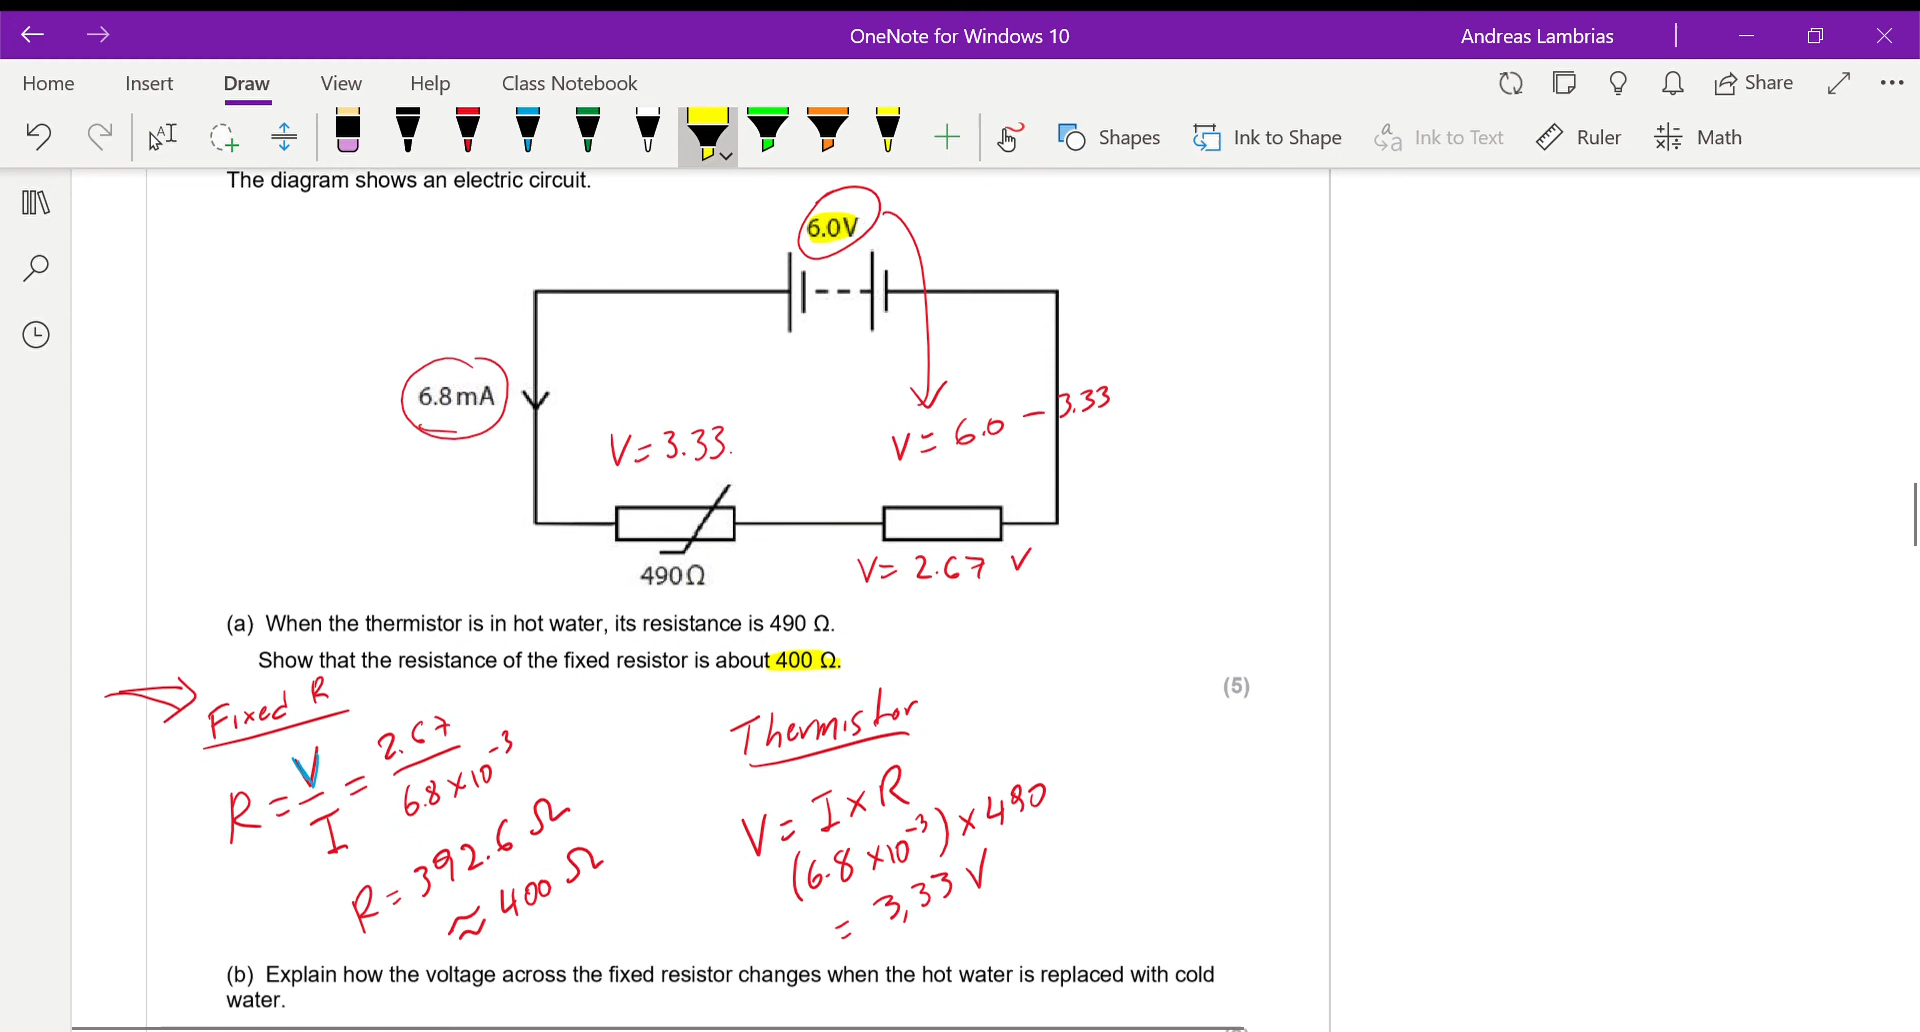 OneNote for Windows 10
Andreas Lambrias
Home Insert Draw View Help Class Notebook
Share
Shapes Ink to Shape Ink to Text Ruler Math
The diagram shows an electric circuit.
6.0V
6.8mA
V= 3.33.
V= 6.0 - 3.33
490Ω
V= 2.67 V
(a) When the thermistor is in hot water, its resistance is 490 Ω.
Show that the resistance of the fixed resistor is about 400 Ω.
(5)
Fixed R
R = V/I = 2.67 / 6.8×10⁻³
R= 392.6 Ω
≈ 400 Ω
Thermistor
V= I×R
(6.8×10⁻³)×490
= 3,33 V
(b) Explain how the voltage across the fixed resistor changes when the hot water is replaced with cold
water.